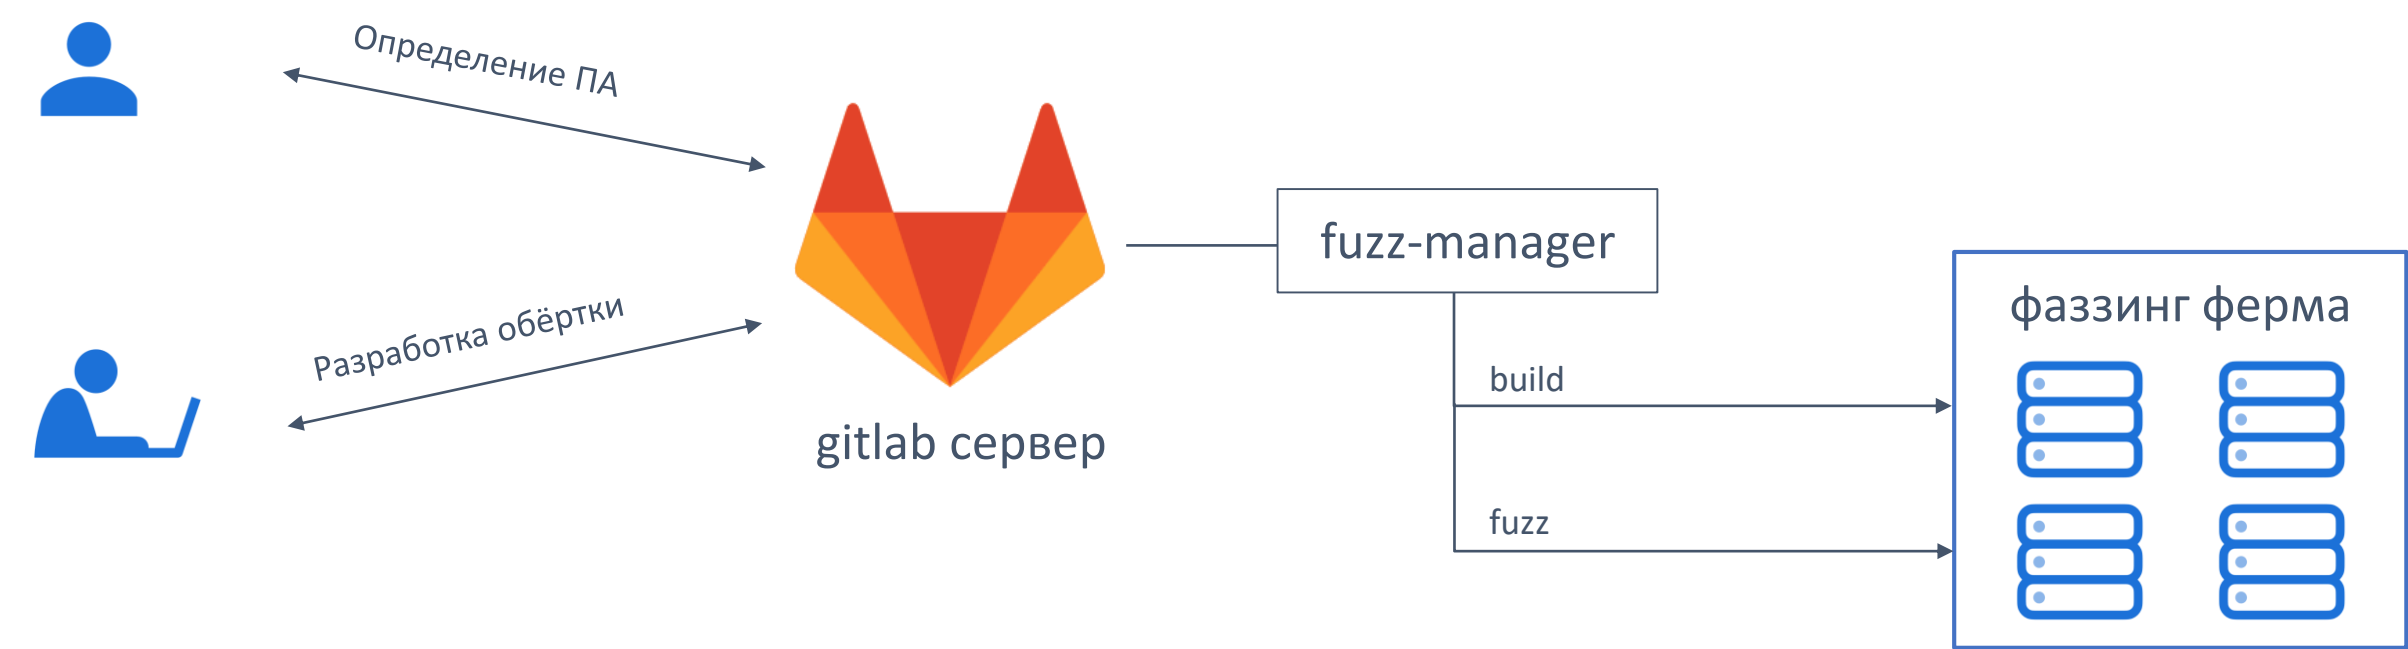 Определение ПА
Разработка обёртки
gitlab сервер
fuzz-manager
build
fuzz
фаззинг ферма